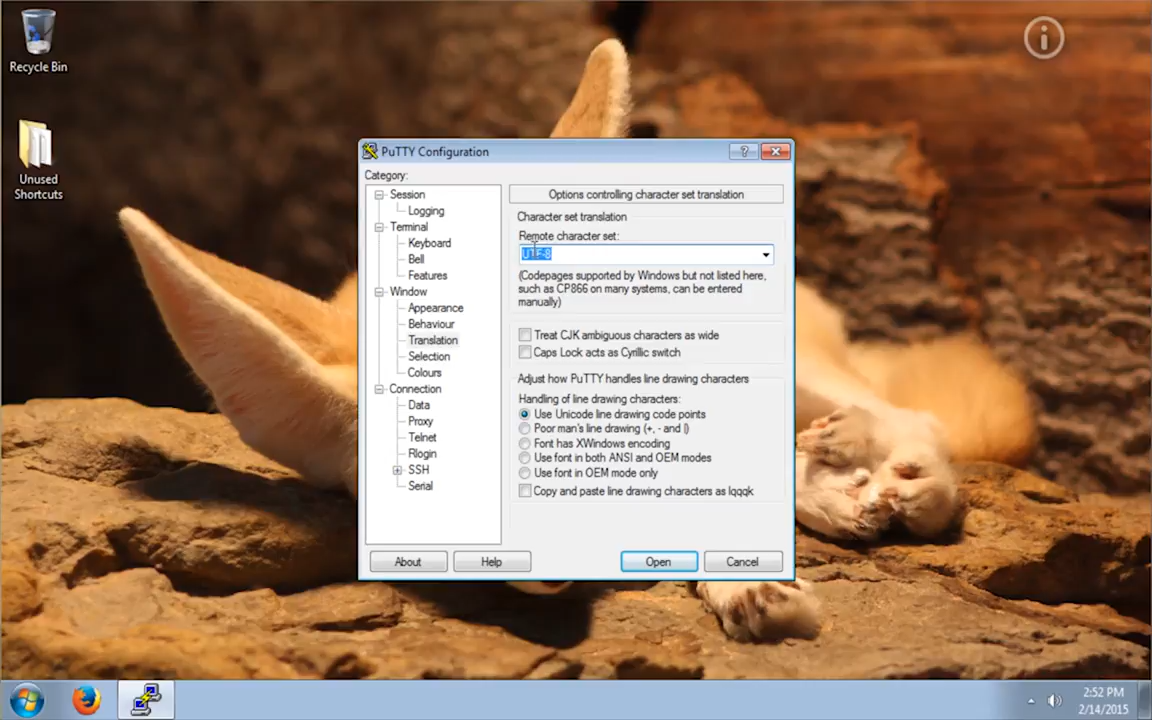 Recycle Bin
Unused
Shortcuts
PuTTY Configuration
Category:
Session
Logging
Terminal
Keyboard
Bell
Features
Window
Appearance
Behaviour
Translation
Selection
Colours
Connection
Data
Proxy
Telnet
Rlogin
SSH
Serial
Options controlling character set translation
Character set translation
Remote character set:
UTF-8
(Codepages supported by Windows but not listed here,
such as CP866 on many systems, can be entered
manually)
Treat CJK ambiguous characters as wide
Caps Lock acts as Cyrillic switch
Adjust how PuTTY handles line drawing characters
Handling of line drawing characters:
Use Unicode line drawing code points
Poor man's line drawing (+, - and |)
Font has XWindows encoding
Use font in both ANSI and OEM modes
Use font in OEM mode only
Copy and paste line drawing characters as lqqqk
About
Help
Open
Cancel
2:52 PM
2/14/2015